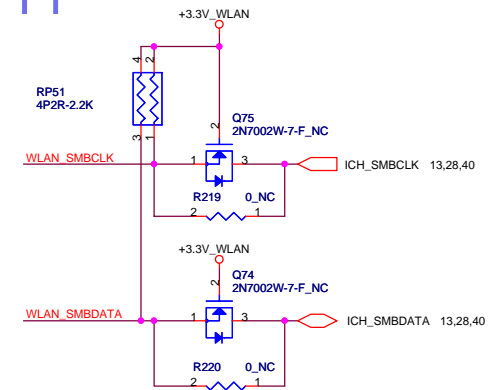 +3.3V_WLAN
4 2
RP51
4P2R-2.2K
3 1
Q75
2N7002W-7-F_NC
2
WLAN_SMBCLK
1 3
ICH_SMBCLK 13,28,40
R219 0_NC
2 1
+3.3V_WLAN
Q74
2N7002W-7-F_NC
2
WLAN_SMBDATA
1 3
ICH_SMBDATA 13,28,40
R220 0_NC
2 1